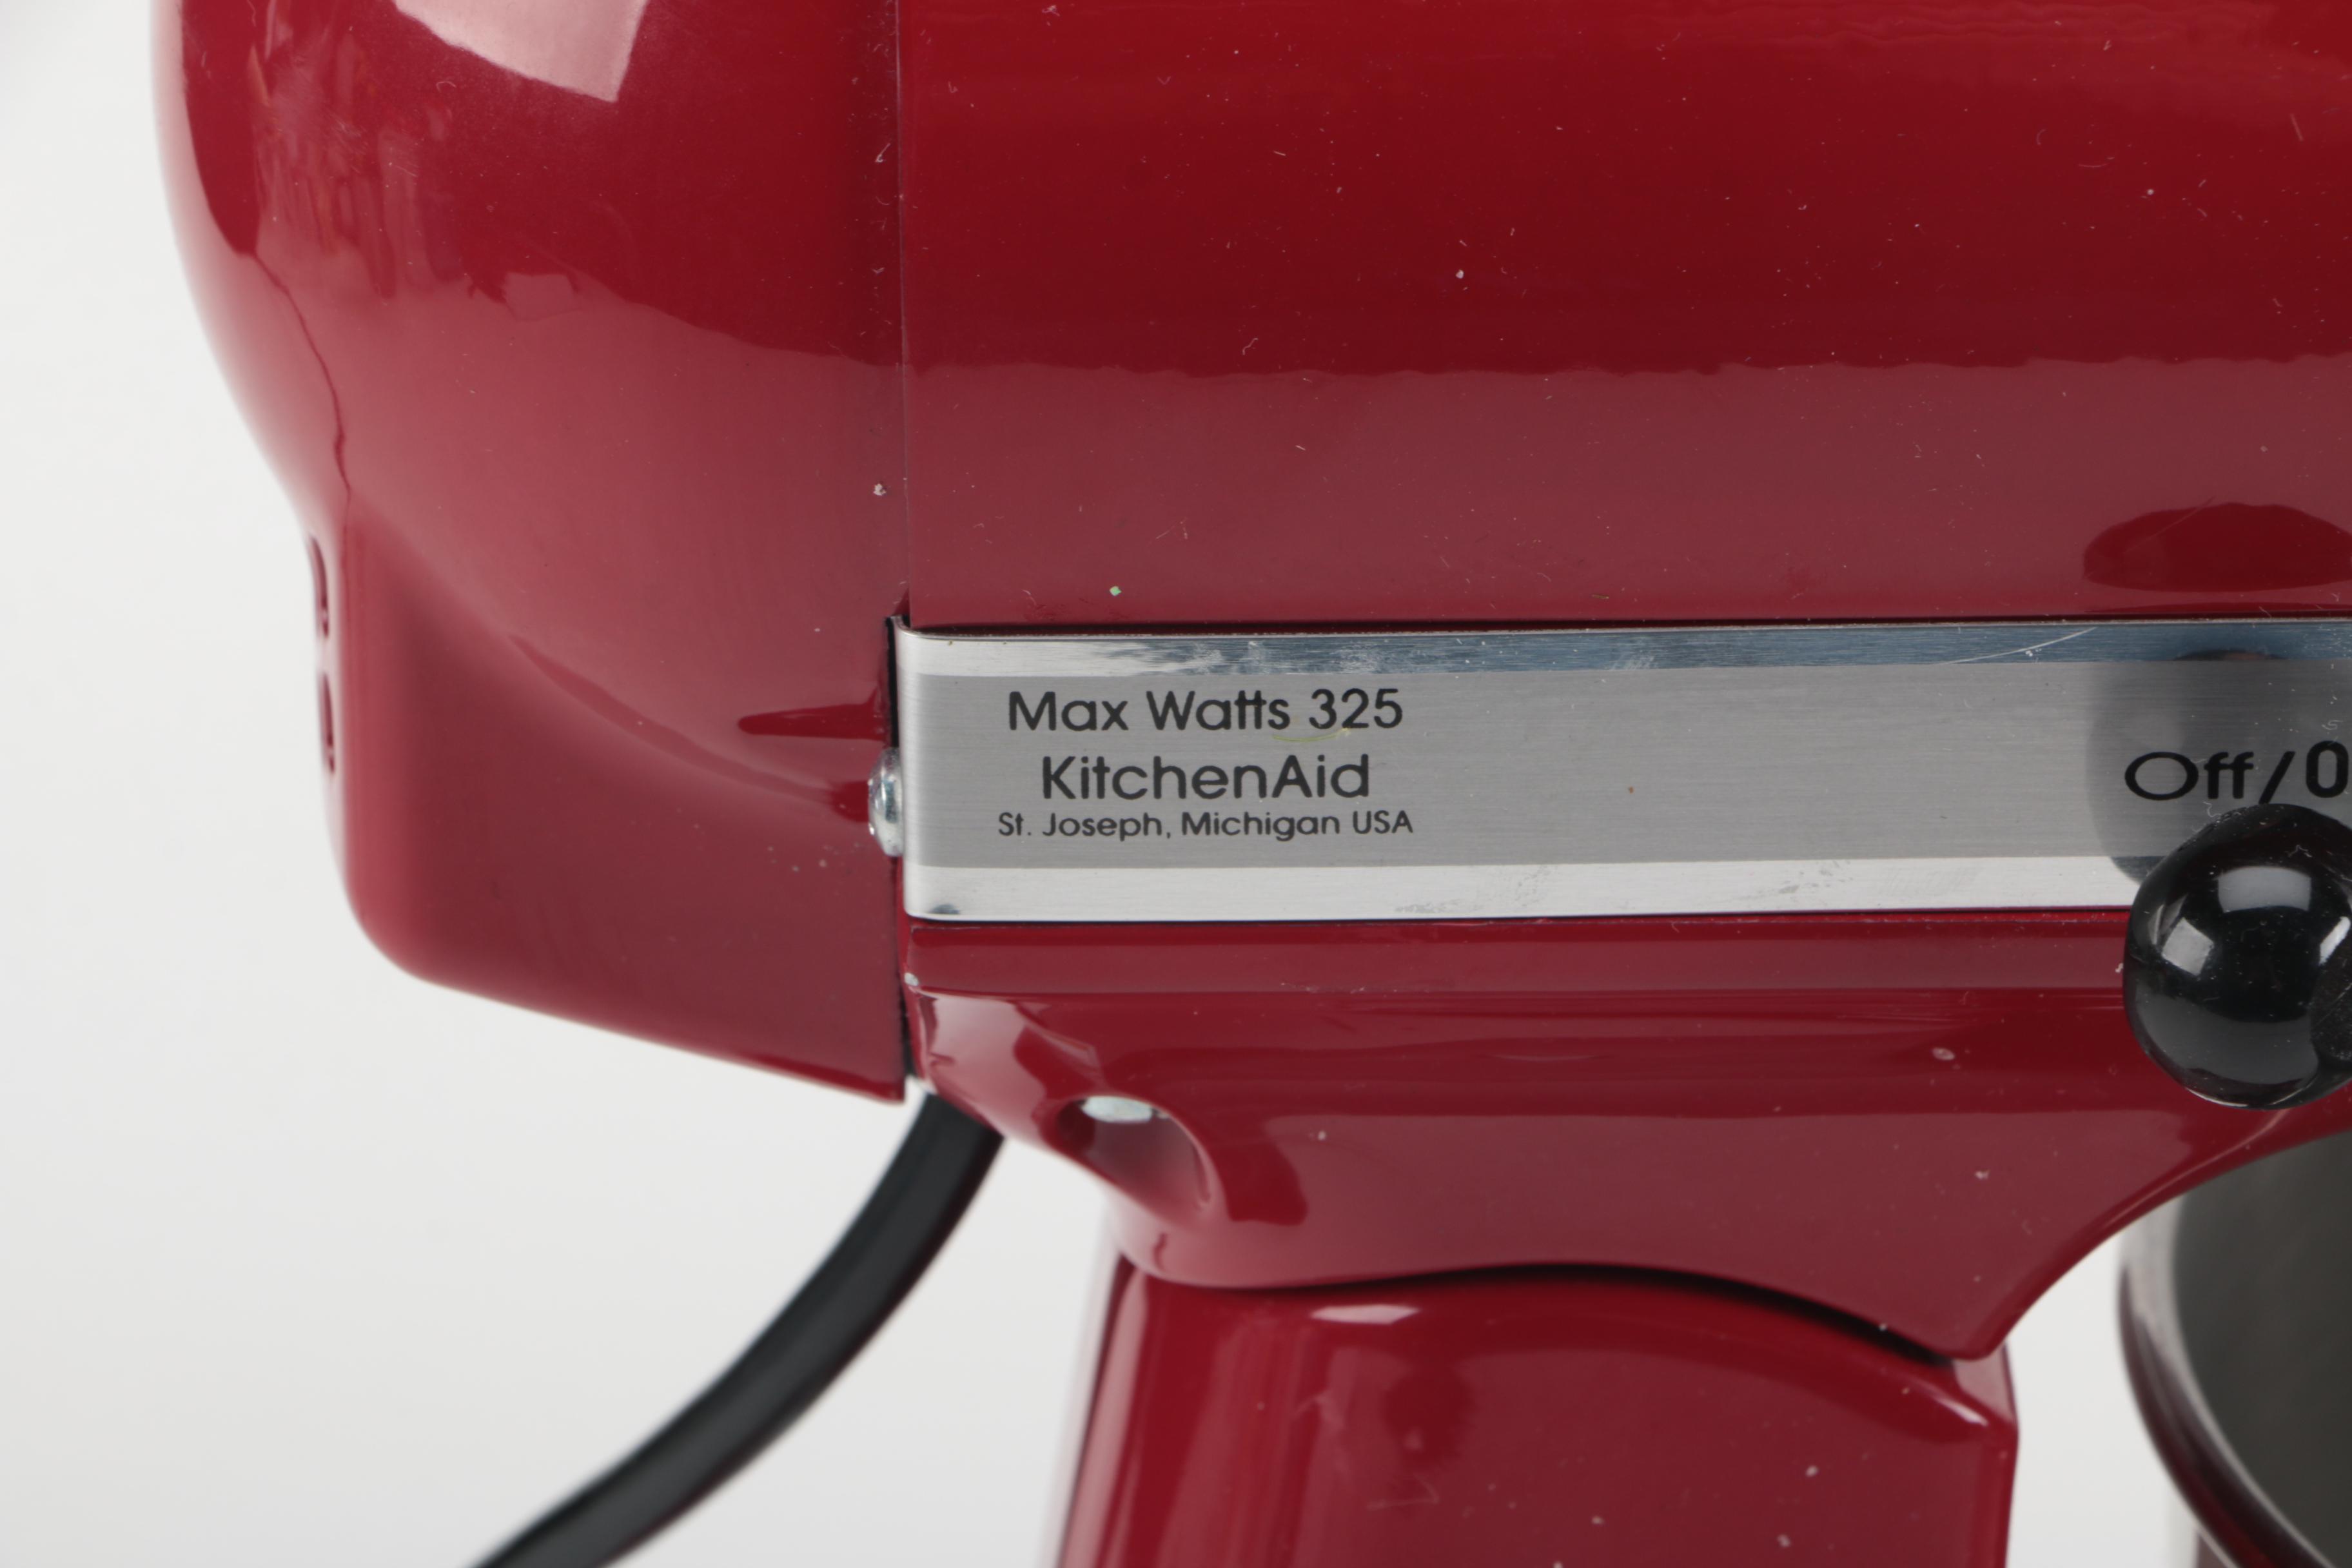 Max Watts 325
KitchenAid
St. Joseph, Michigan USA
Off/0